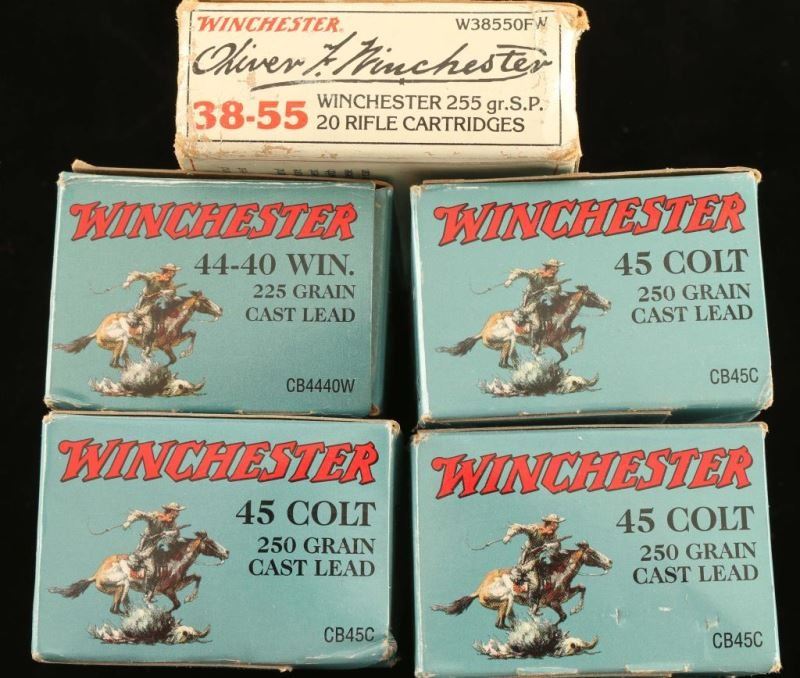 WINCHESTER W38550FW
Oliver F. Winchester
38-55 WINCHESTER 255 gr.S.P.
20 RIFLE CARTRIDGES
WINCHESTER
44-40 WIN.
225 GRAIN
CAST LEAD
CB4440W
WINCHESTER
45 COLT
250 GRAIN
CAST LEAD
CB45C
WINCHESTER
45 COLT
250 GRAIN
CAST LEAD
CB45C
WINCHESTER
45 COLT
250 GRAIN
CAST LEAD
CB45C